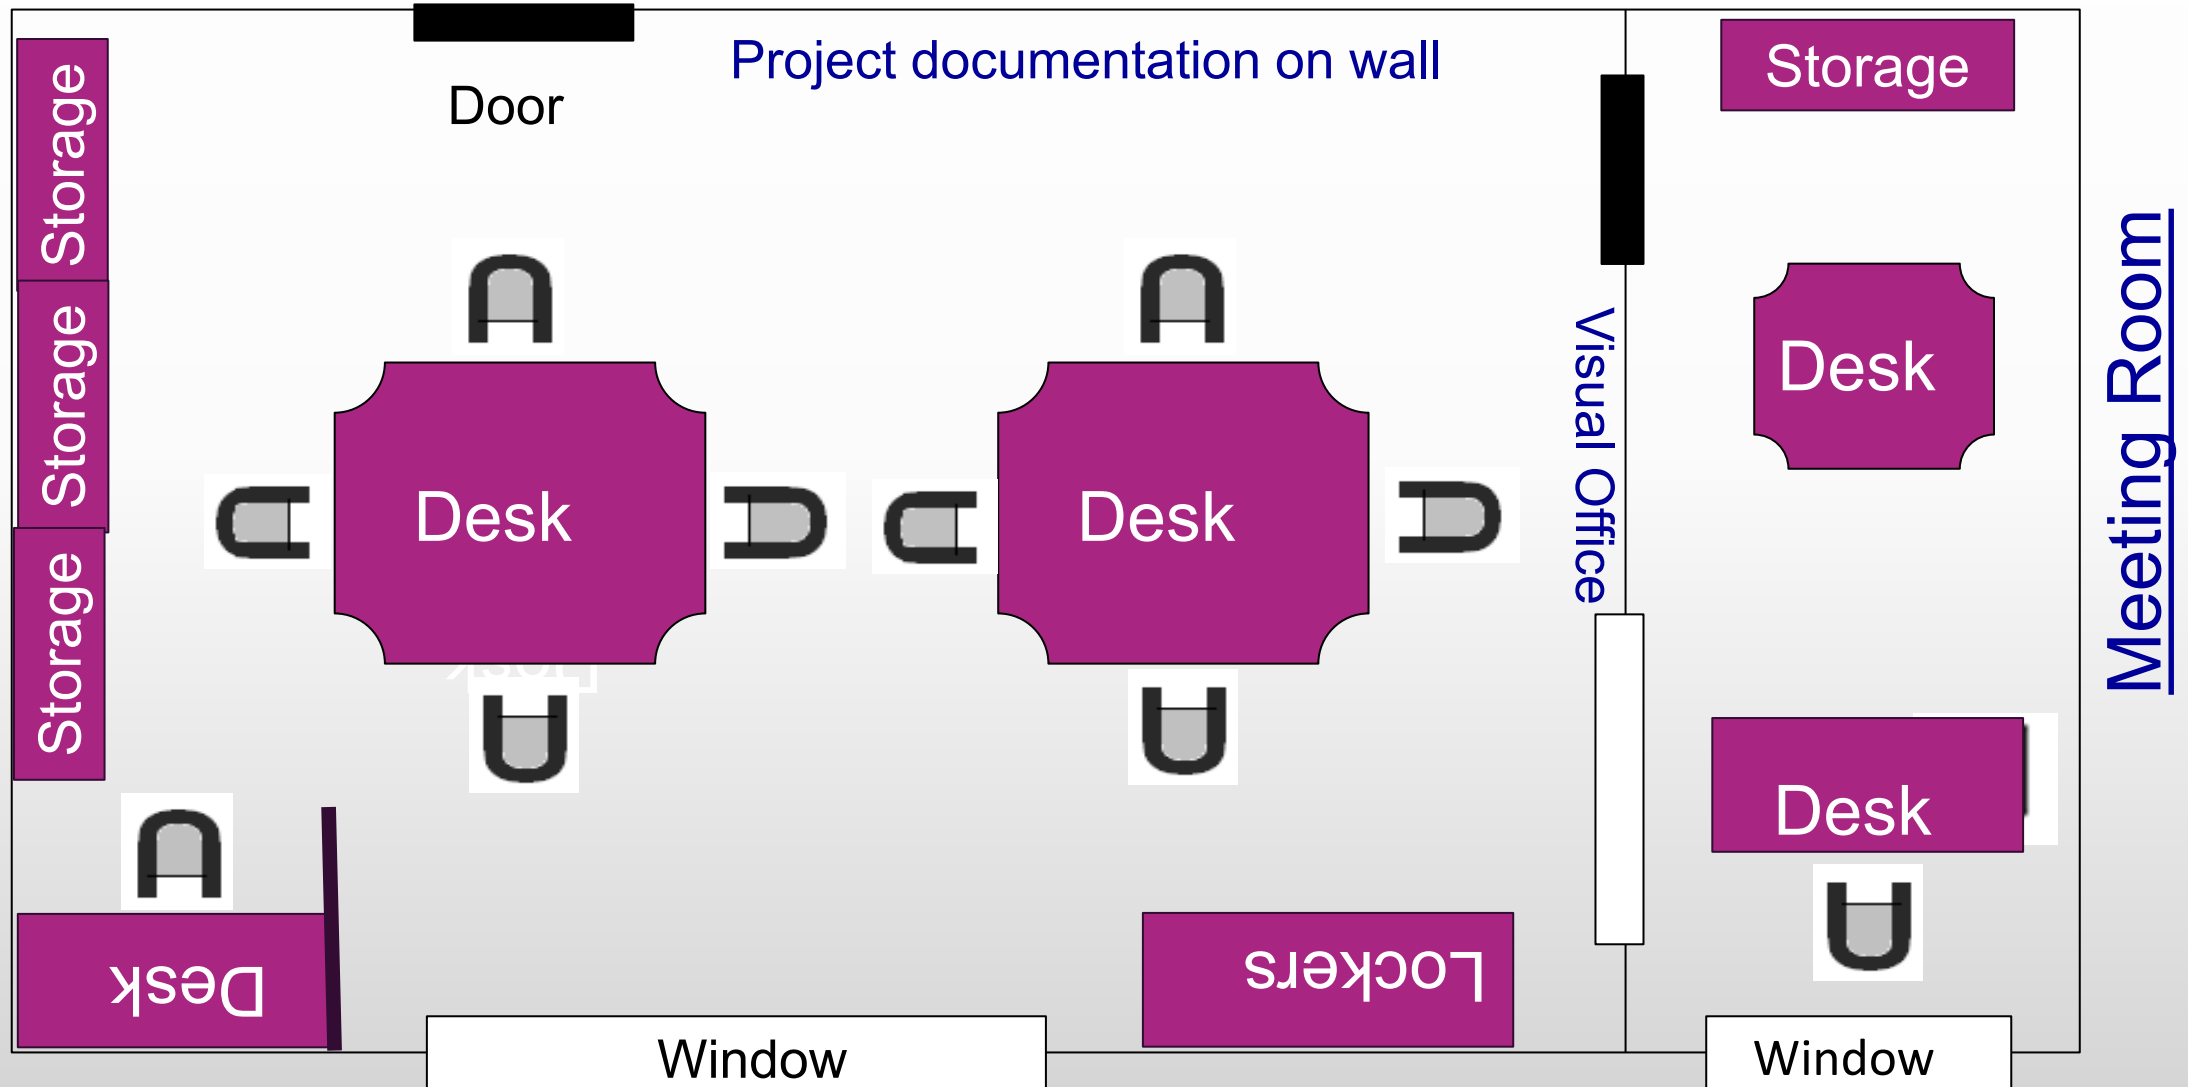 Project documentation on wall
Storage
Door
Storage
Storage
Storage
Visual Office
Desk
Meeting Room
Desk
Desk
Desk
Desk
Lockers
Window
Window